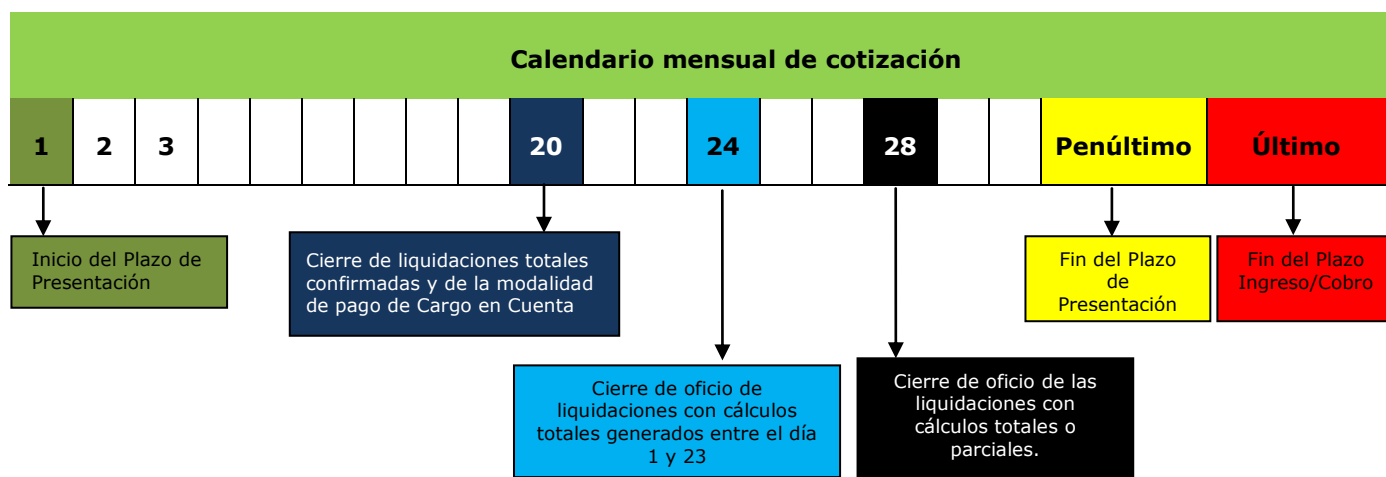 Calendario mensual de cotización
1 2 3 20 24 28 Penúltimo Último
Inicio del Plazo de
Presentación
Cierre de liquidaciones totales
confirmadas y de la modalidad
de pago de Cargo en Cuenta
Cierre de oficio de
liquidaciones con cálculos
totales generados entre el día
1 y 23
Cierre de oficio de las
liquidaciones con
cálculos totales o
parciales.
Fin del Plazo
de
Presentación
Fin del Plazo
Ingreso/Cobro